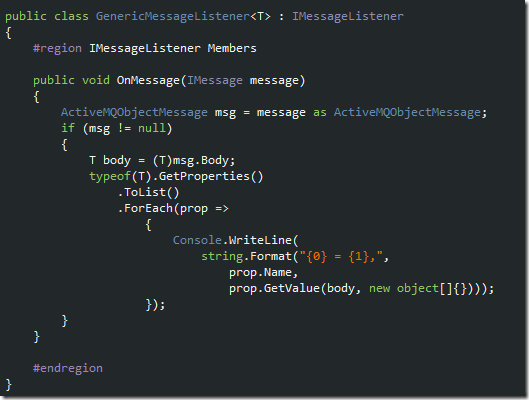 public class GenericMessageListener<T> : IMessageListener
{
    #region IMessageListener Members

    public void OnMessage(IMessage message)
    {
        ActiveMQObjectMessage msg = message as ActiveMQObjectMessage;
        if (msg != null)
        {
            T body = (T)msg.Body;
            typeof(T).GetProperties()
                .ToList()
                .ForEach(prop =>
                    {
                        Console.WriteLine(
                            string.Format("{0} = {1},",
                                prop.Name,
                                prop.GetValue(body, new object[]{})));
                    });
        }
    }

    #endregion
}